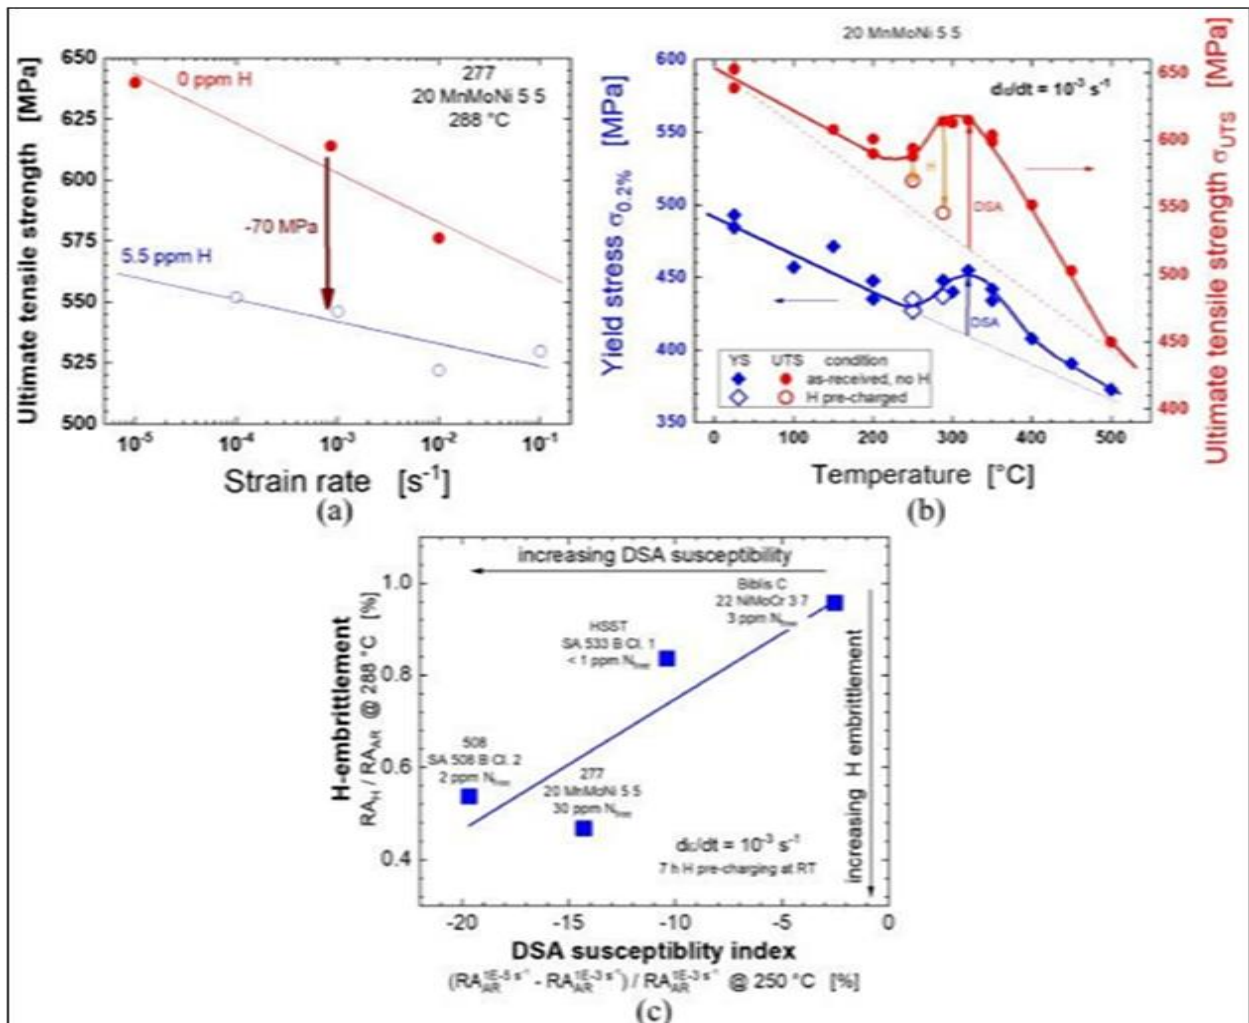 Ultimate tensile strength [MPa]
650
625
600
575
550
525
500
0 ppm H
277
20 MnMoNi 5 5
288 °C
-70 MPa
5.5 ppm H
10-5
10-4
10-3
10-2
10-1
Strain rate [s-1]
(a)
20 MnMoNi 5 5
Yield stress σ0.2% [MPa]
600
550
500
450
400
350
= 10-3 s-1
H
DSA
DSA
YS UTS condition
as-received, no H
H pre-charged
650
600
550
500
450
400
Ultimate tensile strength σUTS [MPa]
0
100
200
300
400
500
Temperature [°C]
(b)
increasing DSA susceptibility
H-embrittlement
RAH / RAAR @ 288 °C [%]
1.0
0.8
0.6
0.4
Biblis C
22 NiMoCr 3 7
3 ppm Nfree
HSST
SA 533 B Cl. 1
< 1 ppm Nfree
508
SA 508 B Cl. 2
2 ppm Nfree
277
20 MnMoNi 5 5
30 ppm Nfree
= 10-3 s-1
7 h H pre-charging at RT
increasing H embrittlement
-20
-15
-10
-5
0
DSA susceptiblity index
(RAAR1E-5 s-1 - RAAR1E-3 s-1) / RAAR1E-3 s-1 @ 250 °C [%]
(c)